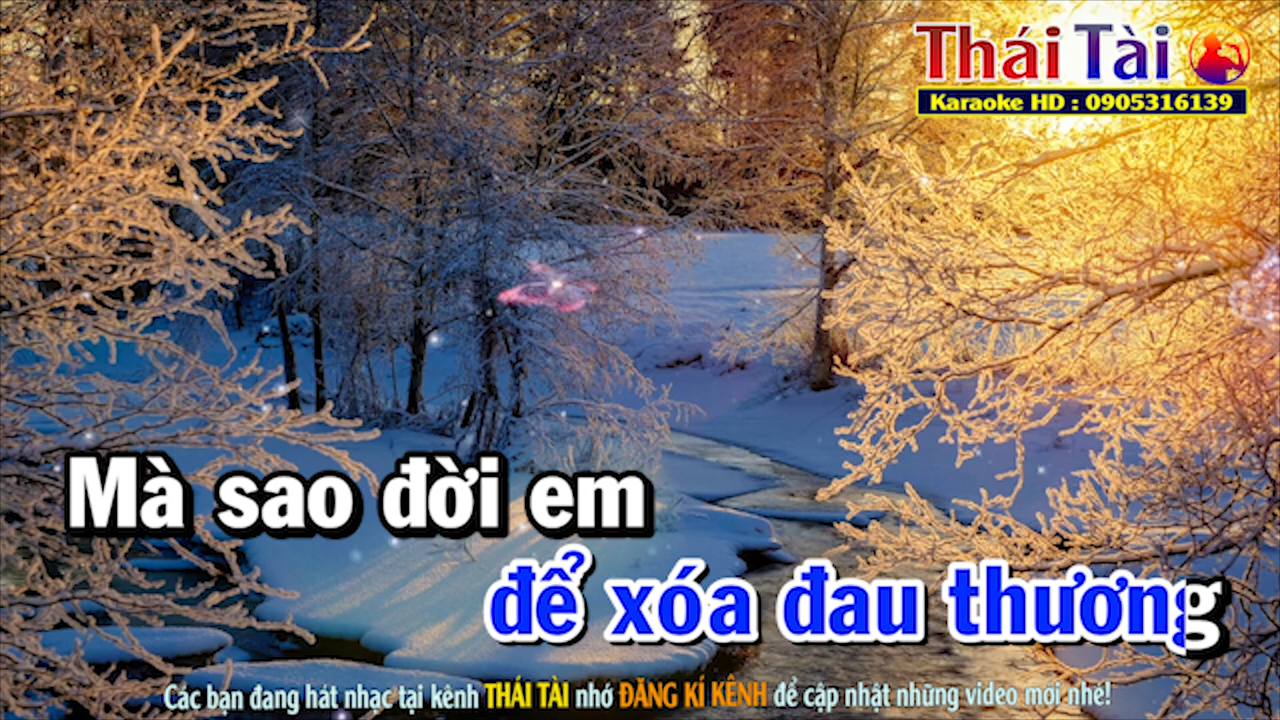 Thái Tài
Karaoke HD : 0905316139
Mà sao đời em
để xóa đau thương
Các bạn đang hát nhạc tại kênh THÁI TÀI nhớ ĐĂNG KÍ KÊNH để cập nhật những video mới nhé!